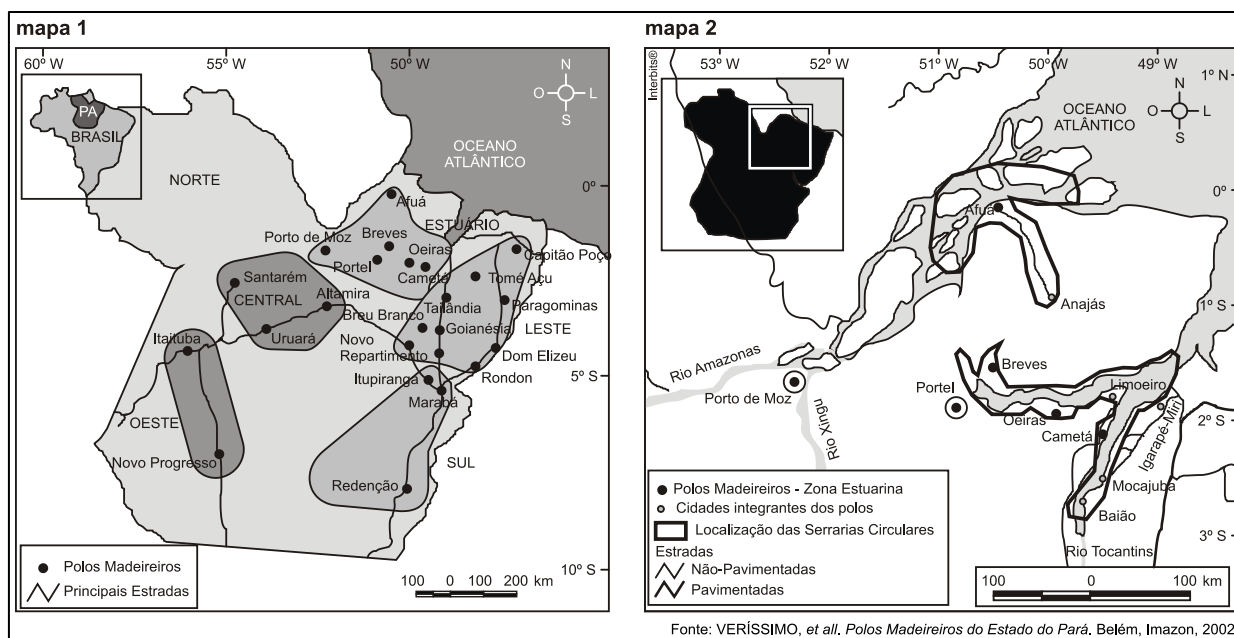 mapa 1
60° W
55° W
50° W
N
O
L
S
PA
BRASIL
OCEANO
ATLÂNTICO
NORTE
0°
Afuá
ESTUÁRIO
Porto de Moz
Breves
Oeiras
Portel
Cametá
Capitão Poço
Tomé Açu
Santarém
CENTRAL
Altamira
Breu Branco
Tailândia
Paragominas
Goianésia
LESTE
Uruará
Itaituba
Novo
Repartimento
Dom Elizeu
Itupiranga
Rondon
5° S
Marabá
OESTE
Novo Progresso
SUL
Redenção
10° S
Polos Madeireiros
Principais Estradas
100 0 100 200 km
mapa 2
53° W
52° W
51° W
50° W
49° W
Interbits®
1° N
N
O
L
S
OCEANO
ATLÂNTICO
0°
Afuá
Anajás
1° S
Rio Amazonas
Porto de Moz
Rio Xingu
Portel
Breves
Limoeiro
Oeiras
2° S
Cametá
Igarapé-Miri
Mocajuba
Baião
3° S
Rio Tocantins
Polos Madeireiros - Zona Estuarina
Cidades integrantes dos polos
Localização das Serrarias Circulares
Estradas
Não-Pavimentadas
Pavimentadas
100 0 100 km
Fonte: VERÍSSIMO, et all. Polos Madeireiros do Estado do Pará. Belém, Imazon, 2002